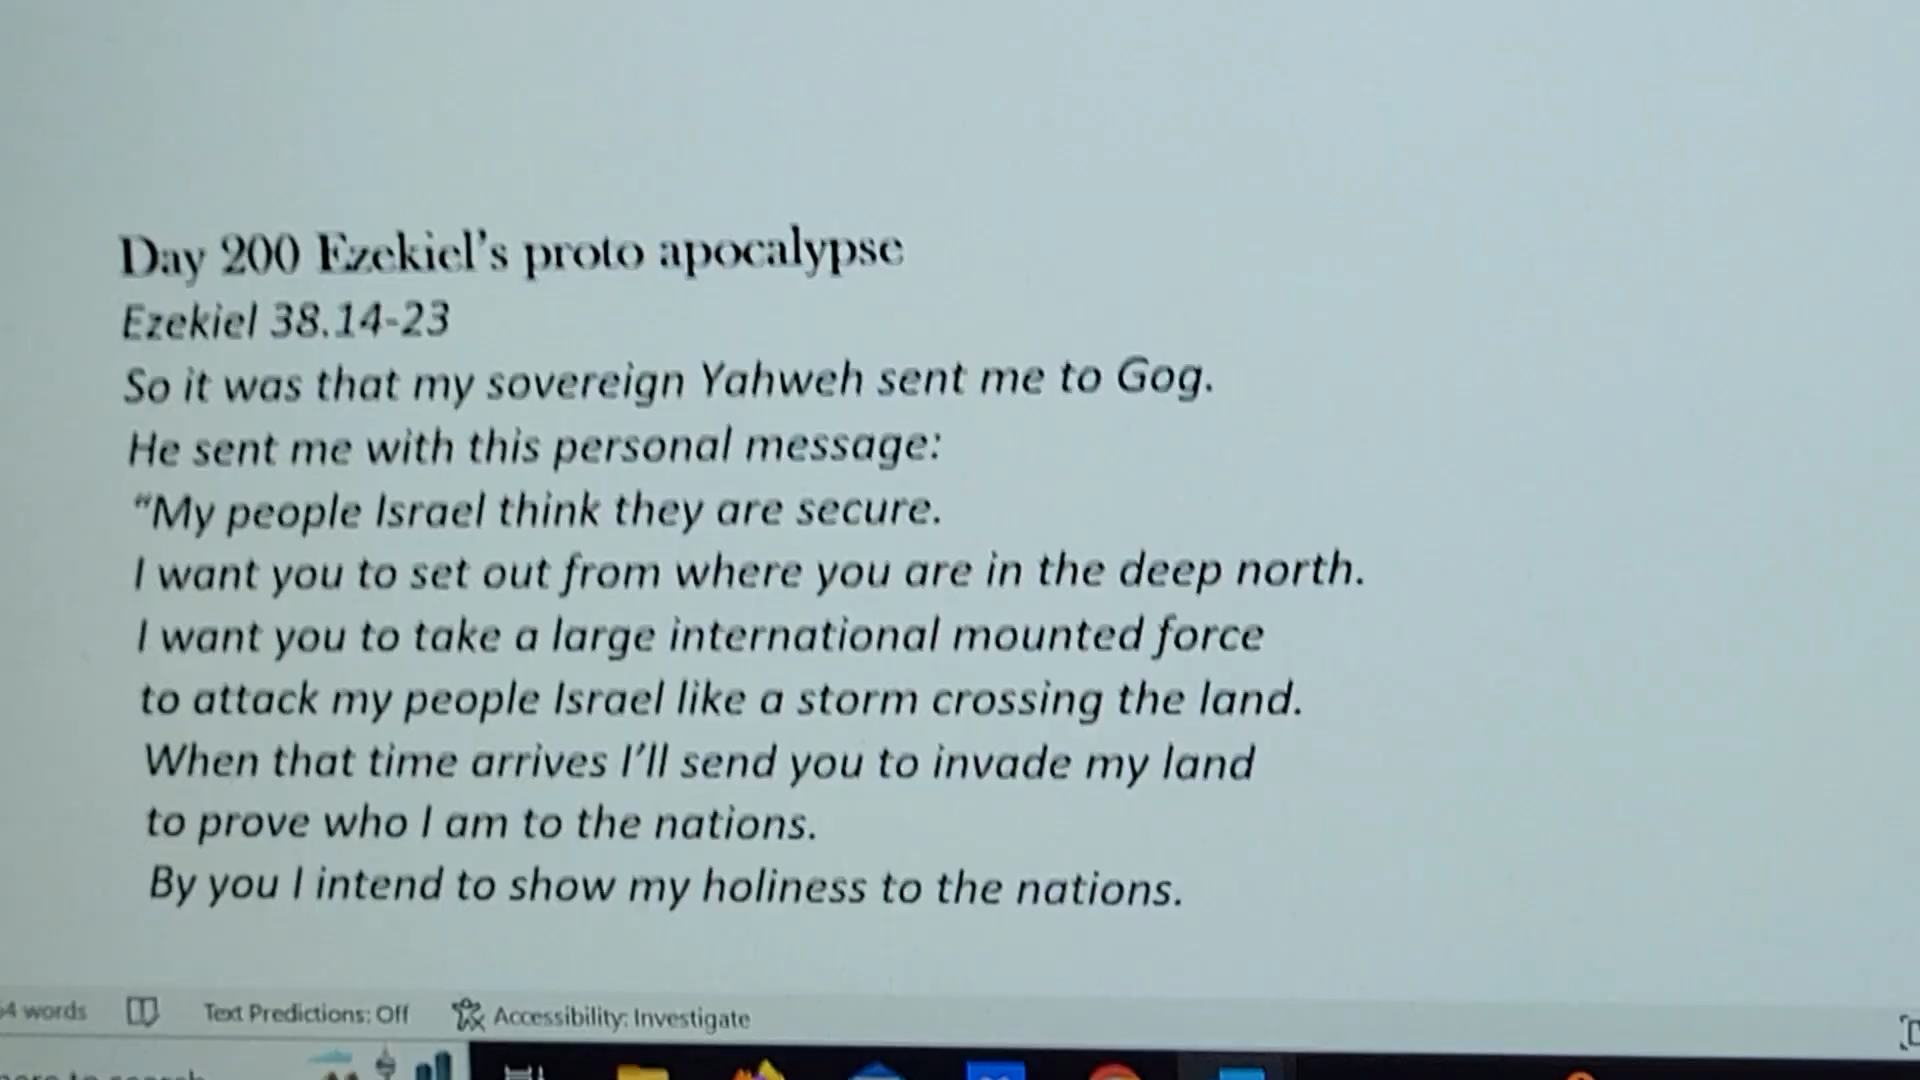 Day 200 Ezekiel's proto apocalypse
Ezekiel 38.14-23
So it was that my sovereign Yahweh sent me to Gog.
He sent me with this personal message:
“My people Israel think they are secure.
I want you to set out from where you are in the deep north.
I want you to take a large international mounted force
to attack my people Israel like a storm crossing the land.
When that time arrives I'll send you to invade my land
to prove who I am to the nations.
By you I intend to show my holiness to the nations.
words Text Predictions: Off Accessibility: Investigate
to search